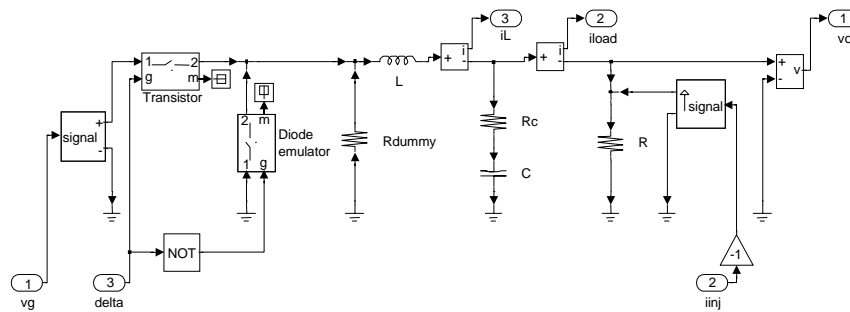 3
iL
2
iload
1
vo
+
i
-
+
i
-
+
-
v
1
2
g
m
Transistor
L
signal
+
-
signal
2
m
1
g
Diode
emulator
Rdummy
Rc
C
R
NOT
-1
1
vg
3
delta
2
iinj